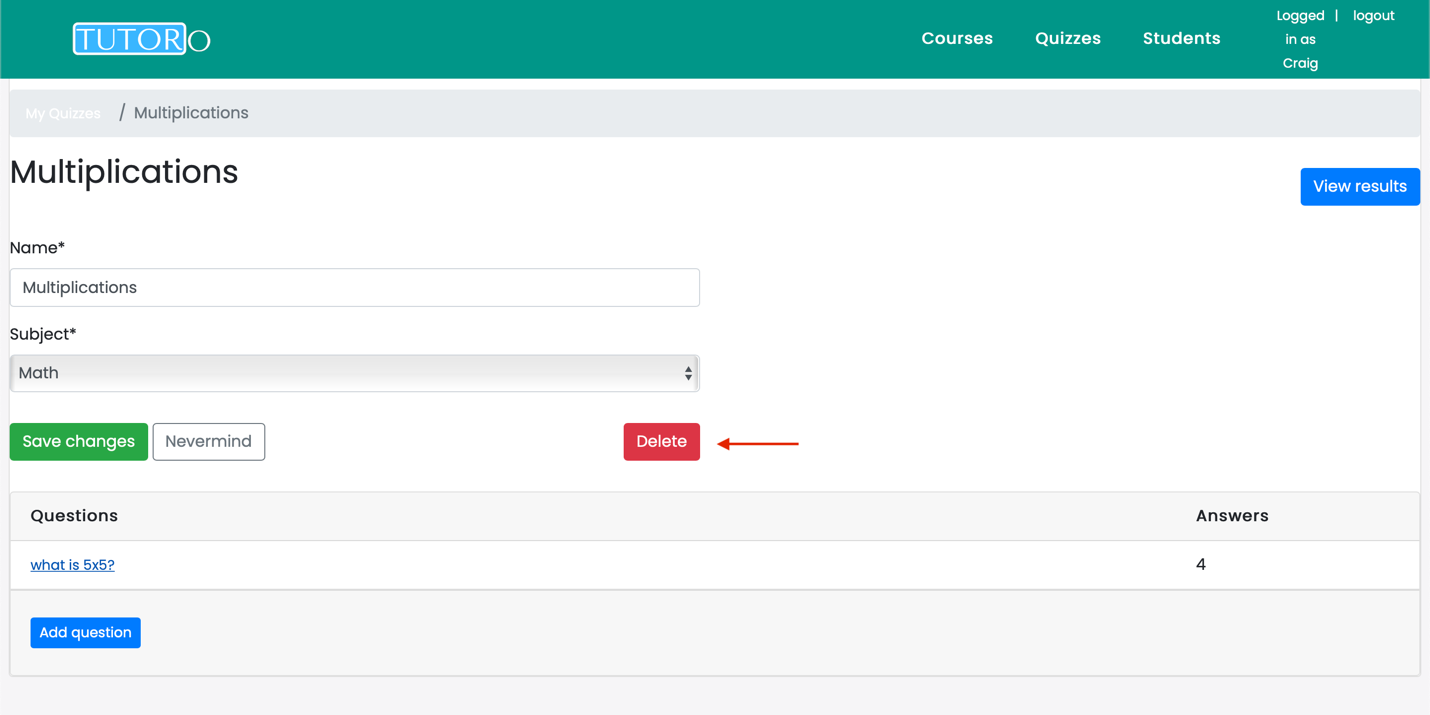 TUTORO
Courses Quizzes Students
Logged | logout
in as
Craig
My Quizzes / Multiplications
Multiplications
View results
Name*
Multiplications
Subject*
Math
Save changes Nevermind Delete
Questions Answers
what is 5x5? 4
Add question